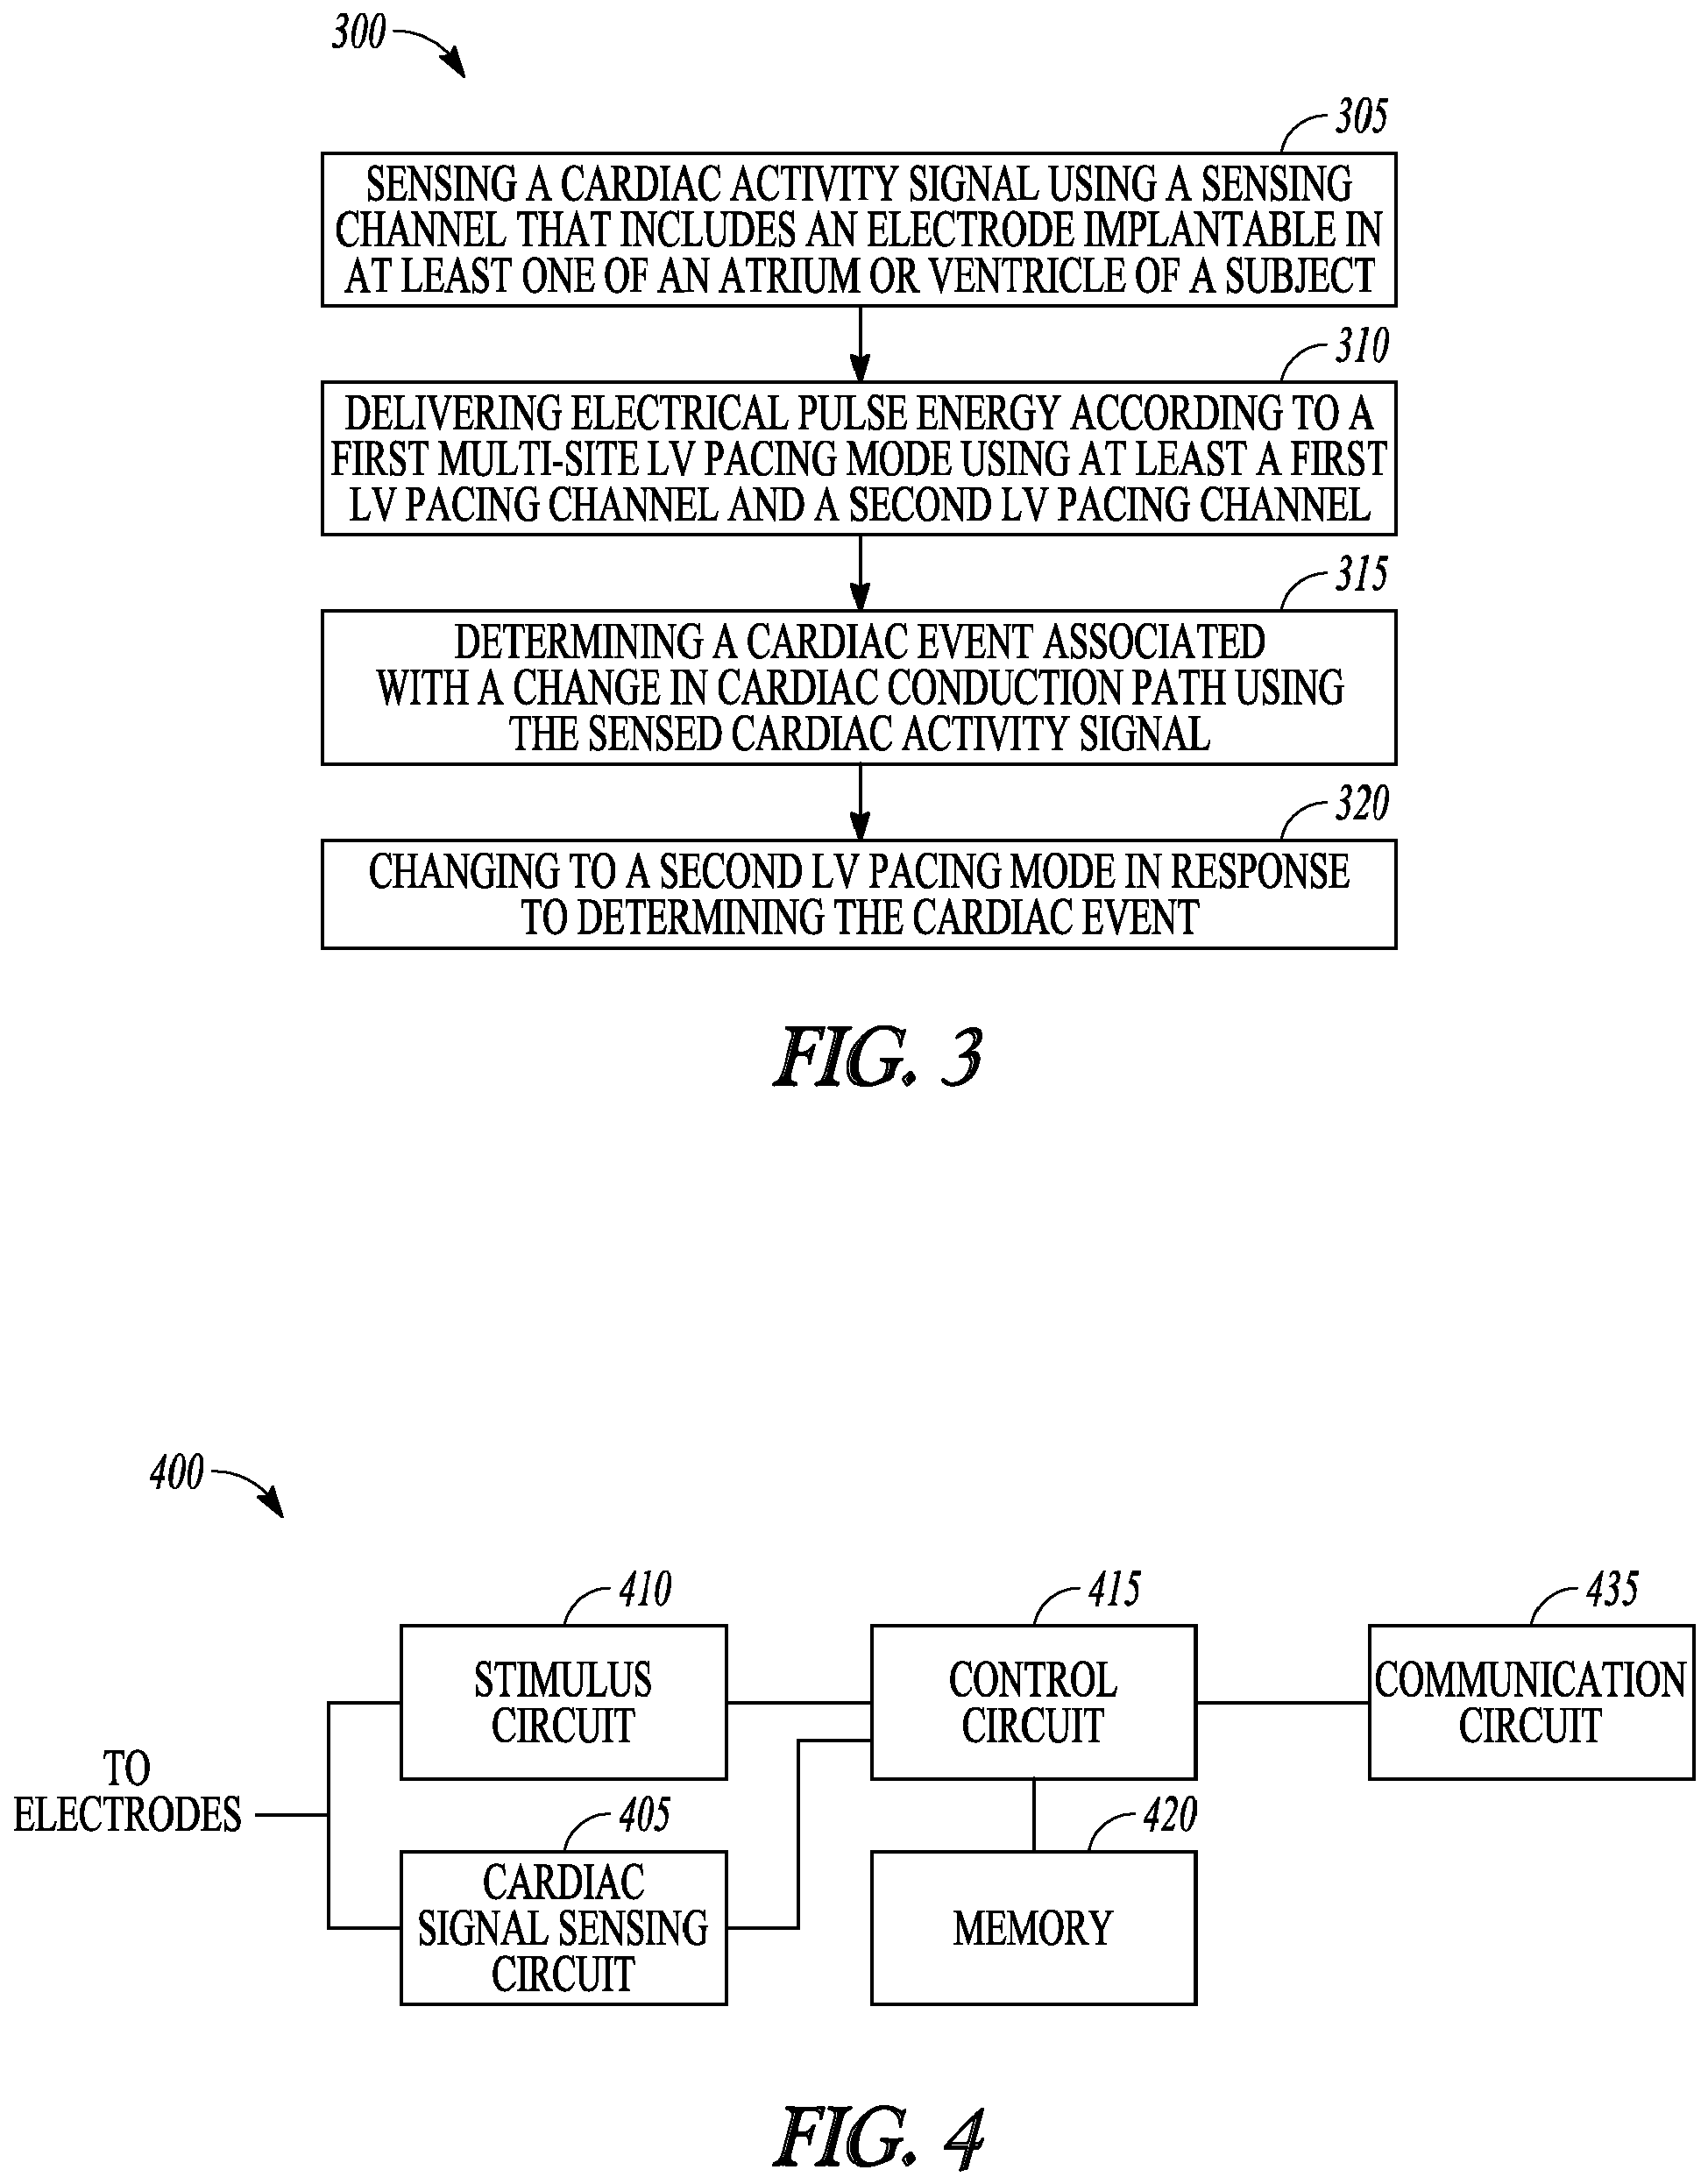 300
305
SENSING A CARDIAC ACTIVITY SIGNAL USING A SENSING
CHANNEL THAT INCLUDES AN ELECTRODE IMPLANTABLE IN
AT LEAST ONE OF AN ATRIUM OR VENTRICLE OF A SUBJECT
310
DELIVERING ELECTRICAL PULSE ENERGY ACCORDING TO A
FIRST MULTI-SITE LV PACING MODE USING AT LEAST A FIRST
LV PACING CHANNEL AND A SECOND LV PACING CHANNEL
315
DETERMINING A CARDIAC EVENT ASSOCIATED
WITH A CHANGE IN CARDIAC CONDUCTION PATH USING
THE SENSED CARDIAC ACTIVITY SIGNAL
320
CHANGING TO A SECOND LV PACING MODE IN RESPONSE
TO DETERMINING THE CARDIAC EVENT
FIG. 3
400
410
STIMULUS
CIRCUIT
415
CONTROL
CIRCUIT
435
COMMUNICATION
CIRCUIT
TO
ELECTRODES
405
CARDIAC
SIGNAL SENSING
CIRCUIT
420
MEMORY
FIG. 4